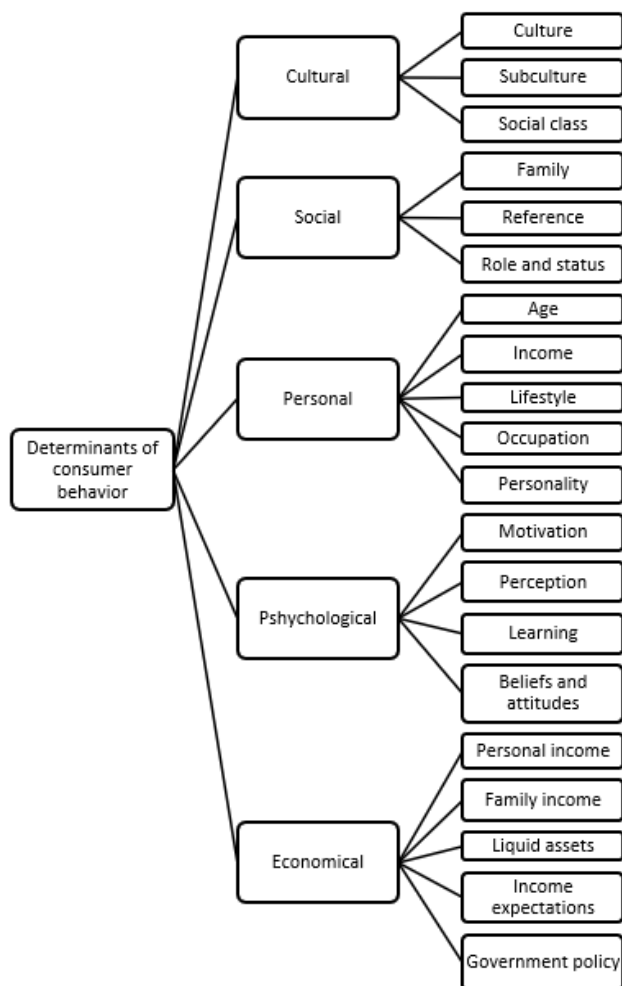 Determinants of
consumer
behavior
Cultural
Culture
Subculture
Social class
Social
Family
Reference
Role and status
Personal
Age
Income
Lifestyle
Occupation
Personality
Pshychological
Motivation
Perception
Learning
Beliefs and
attitudes
Economical
Personal income
Family income
Liquid assets
Income
expectations
Government policy